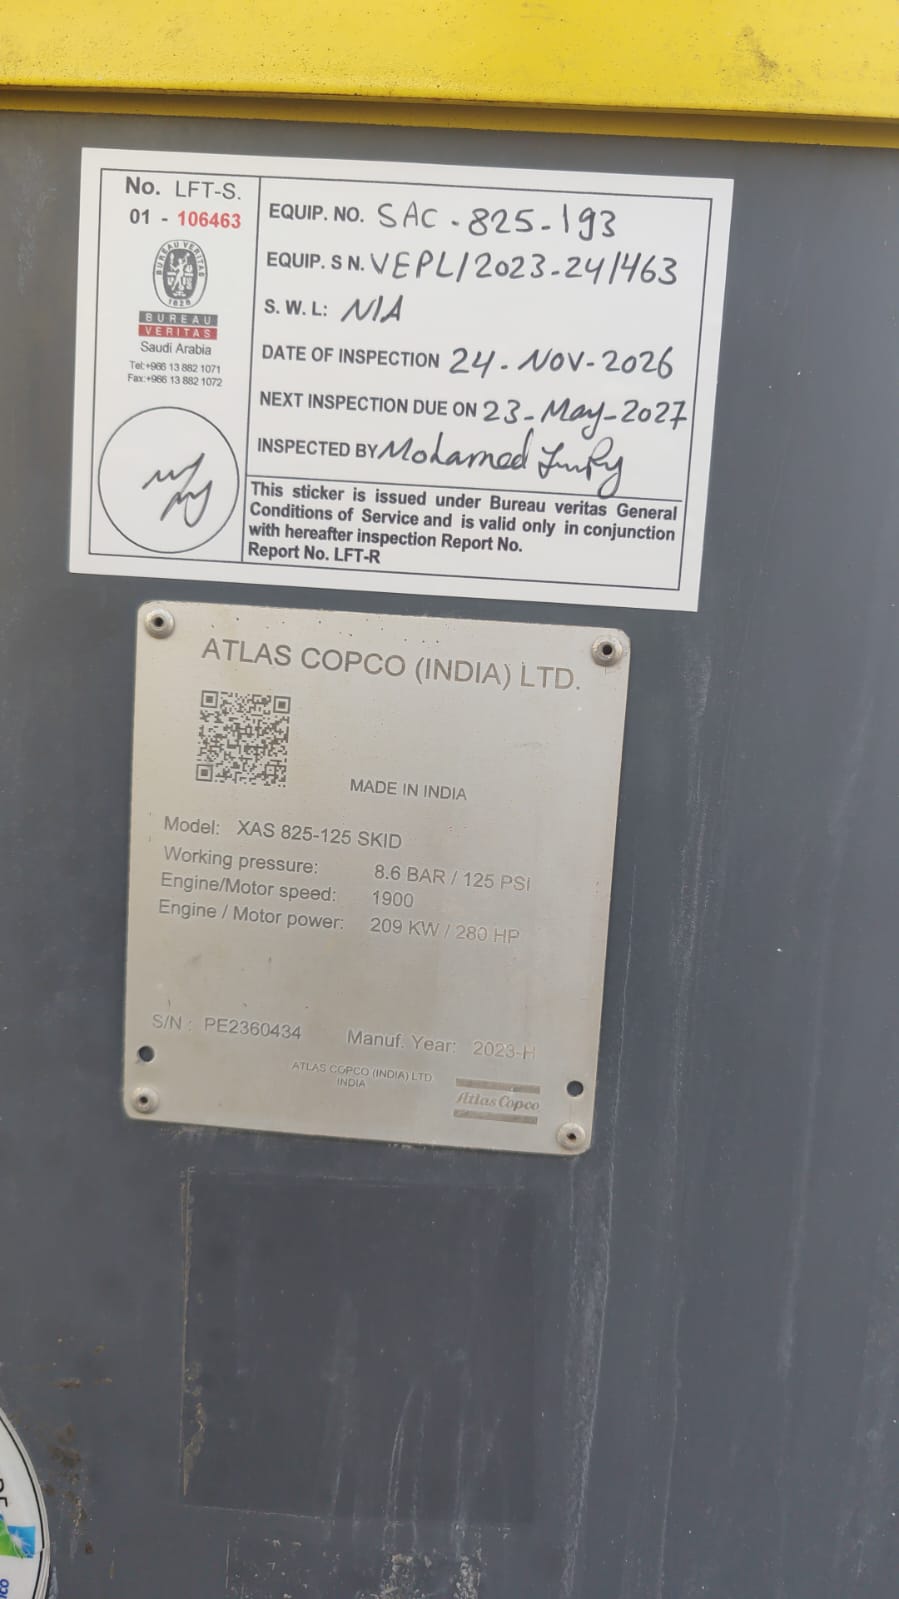 No. LFT-S.
01 - 106463
BUREAU VERITAS
1828
BUREAU
VERITAS
Saudi Arabia
Tel:+966 13 882 1071
Fax:+966 13 882 1072
EQUIP. NO. SAC-825-193
EQUIP. S N. VEPL/2023-24/463
S. W. L: N/A
DATE OF INSPECTION 24-NOV-2026
NEXT INSPECTION DUE ON 23-May-2027
INSPECTED BY Mohamed
This sticker is issued under Bureau veritas General
Conditions of Service and is valid only in conjunction
with hereafter inspection Report No.
Report No. LFT-R
ATLAS COPCO (INDIA) LTD.
MADE IN INDIA
Model: XAS 825-125 SKID
Working pressure: 8.6 BAR / 125 PSI
Engine/Motor speed: 1900
Engine / Motor power: 209 KW / 280 HP
S/N : PE2360434 Manuf. Year: 2023-H
ATLAS COPCO (INDIA) LTD
INDIA
Atlas Copco